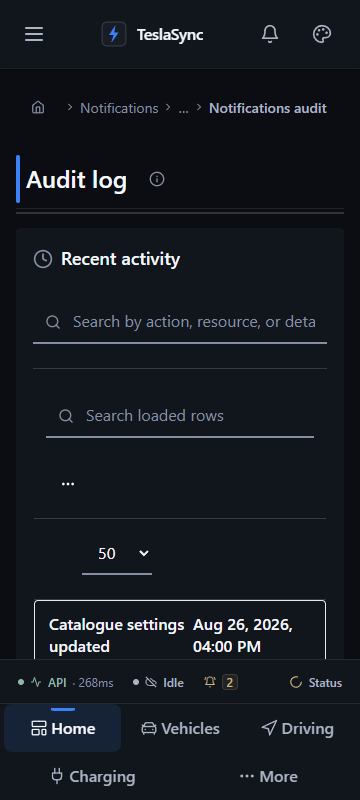 TeslaSync
Notifications
...
Notifications audit
Audit log
Recent activity
Search by action, resource, or deta
Search loaded rows
...
50
Catalogue settings updated
Aug 26, 2026, 04:00 PM
API · 268ms
Idle
2
Status
Home
Vehicles
Driving
Charging
... More